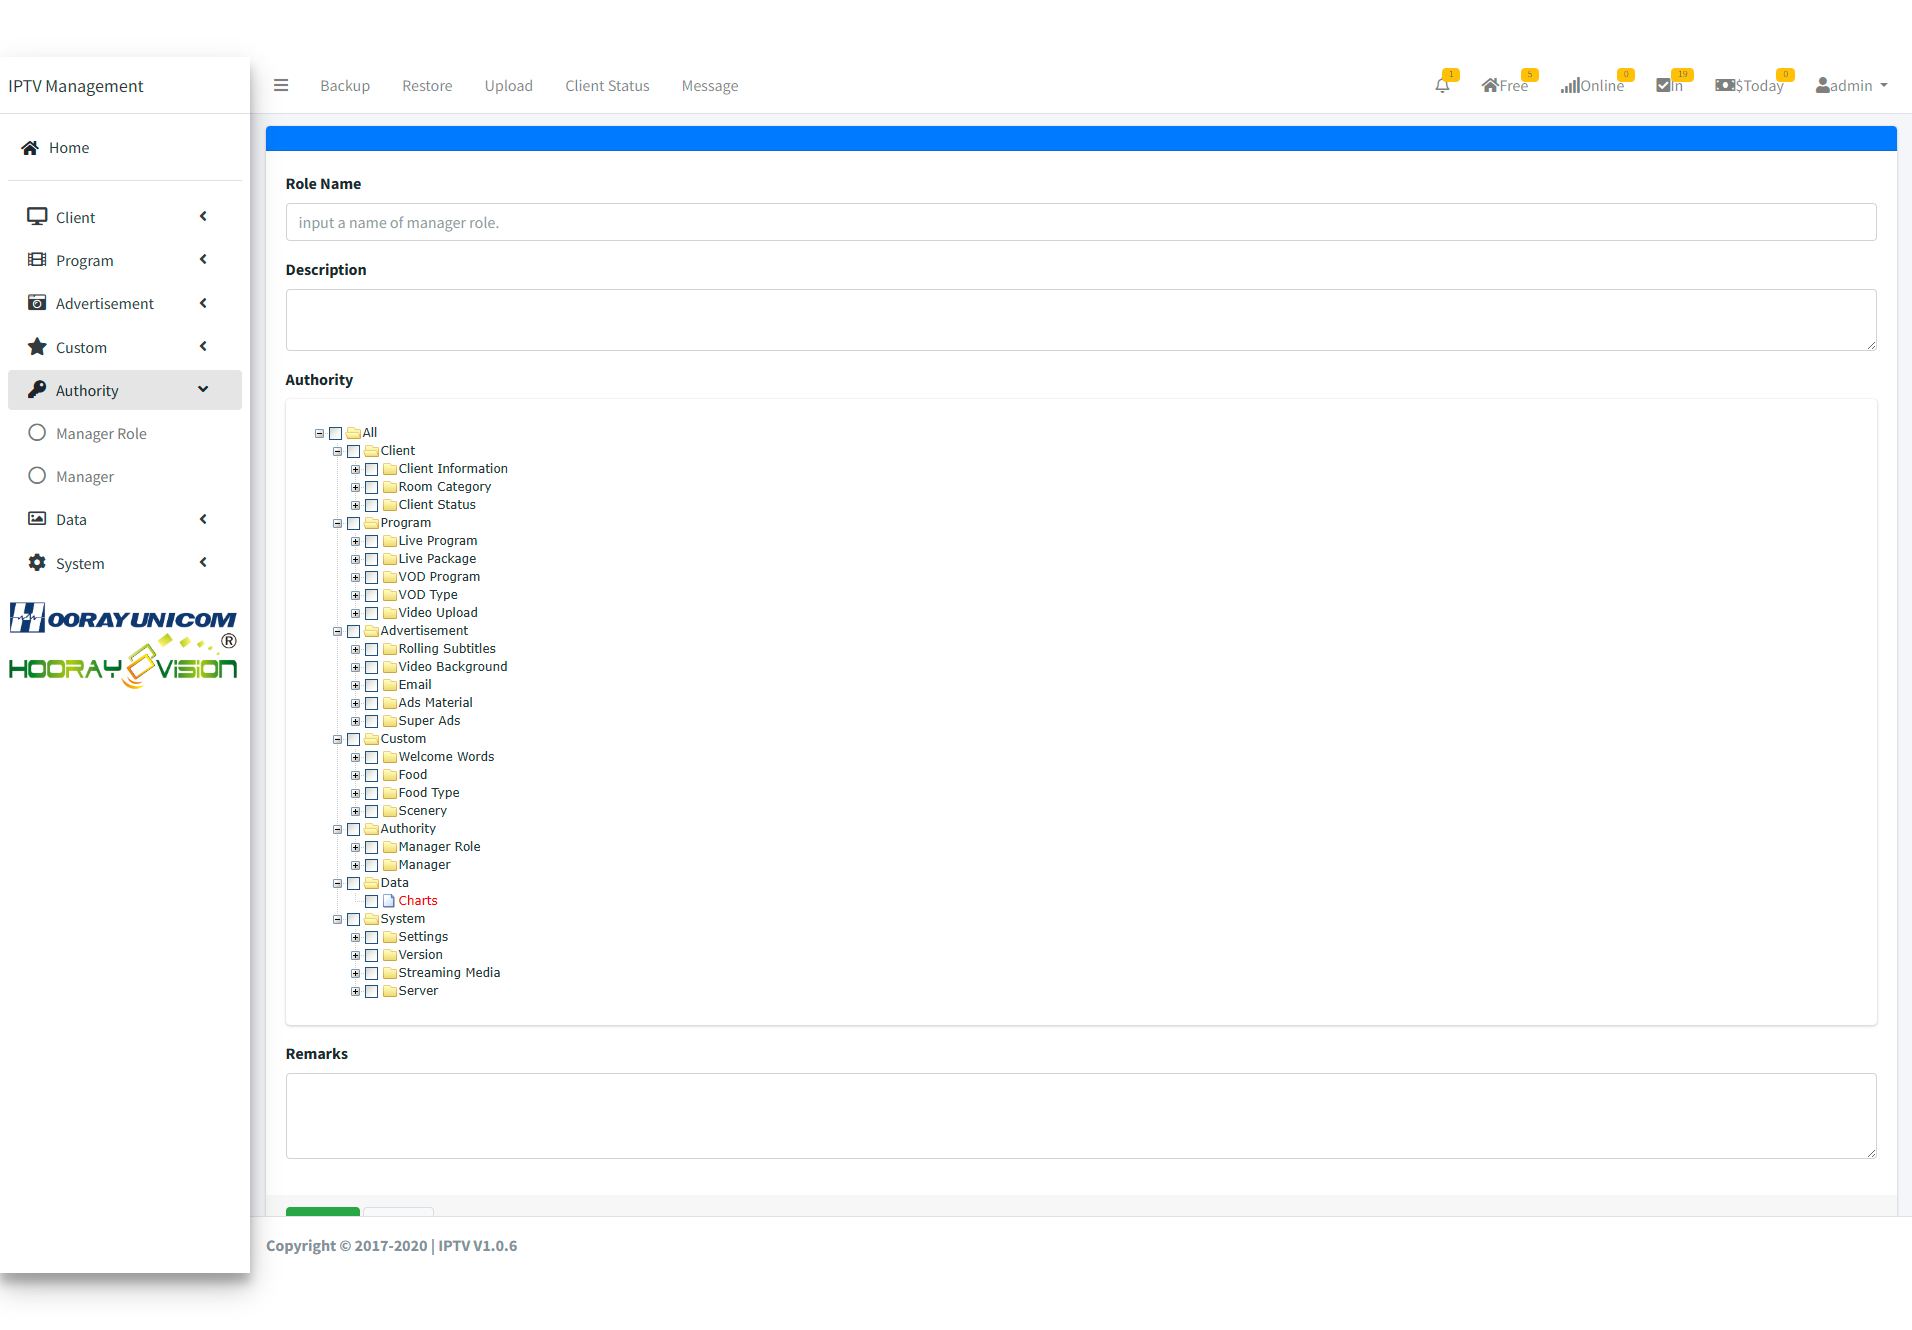 IPTV Management
Backup Restore Upload Client Status Message 1 Free 5 Online 0 In 19 $Today 0 admin
Home
Client
Program
Advertisement
Custom
Authority
Manager Role
Manager
Data
System
HOORAY UNICOM
HOORAY VISION ®
Role Name
input a name of manager role.
Description
Authority
All
Client
Client Information
Room Category
Client Status
Program
Live Program
Live Package
VOD Program
VOD Type
Video Upload
Advertisement
Rolling Subtitles
Video Background
Email
Ads Material
Super Ads
Custom
Welcome Words
Food
Food Type
Scenery
Authority
Manager Role
Manager
Data
Charts
System
Settings
Version
Streaming Media
Server
Remarks
Copyright © 2017-2020 | IPTV V1.0.6